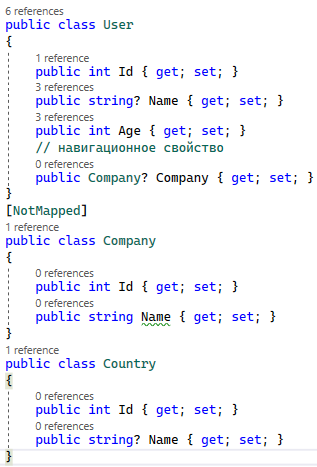 6 references
public class User
{
1 reference
public int Id { get; set; }
3 references
public string? Name { get; set; }
3 references
public int Age { get; set; }
// навигационное свойство
0 references
public Company? Company { get; set; }
}
[NotMapped]
1 reference
public class Company
{
0 references
public int Id { get; set; }
0 references
public string Name { get; set; }
}
1 reference
public class Country
{
0 references
public int Id { get; set; }
0 references
public string? Name { get; set; }
}